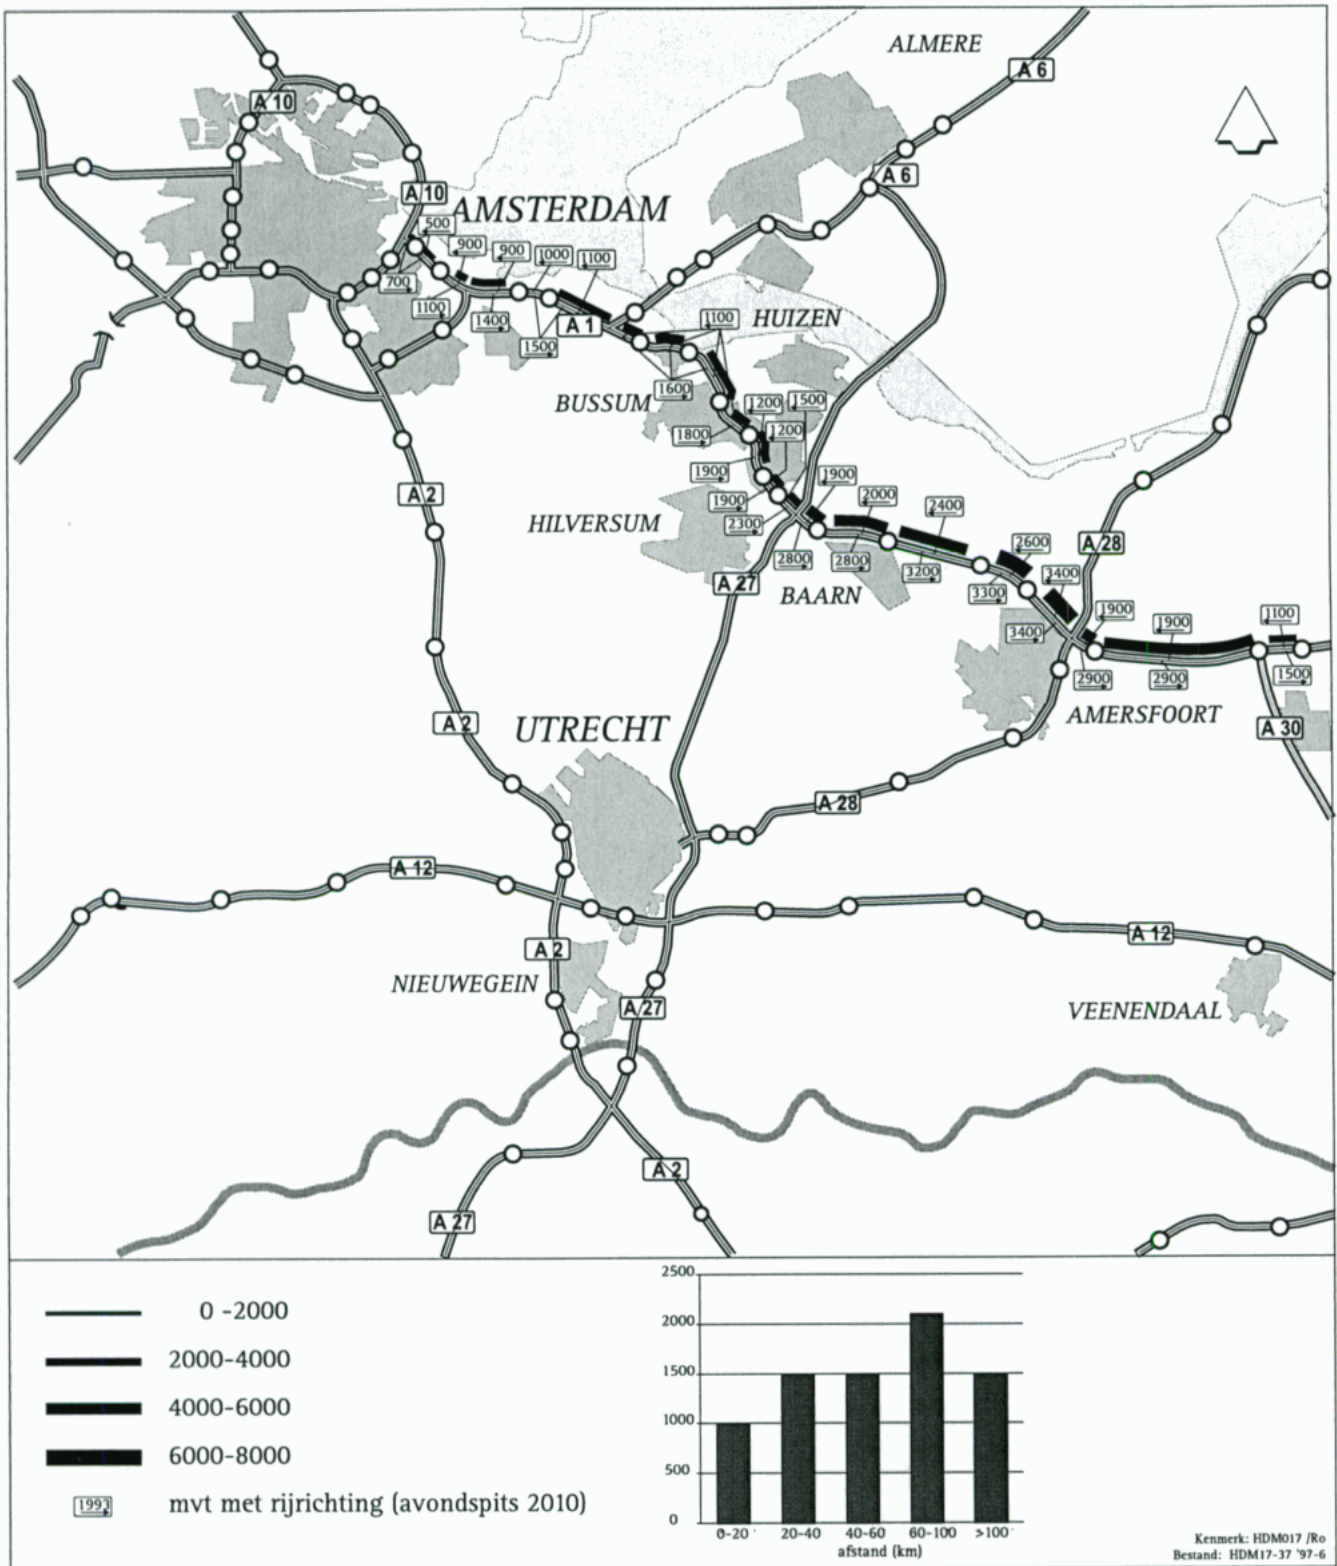 ALMERE
A 6
A 10
A 6
A 10
AMSTERDAM
500
900
900
1000
1100
700
1100
1400
1500
A 1
1100
HUIZEN
1600
BUSSUM
1200
1500
1800
1200
1900
1900
1900
2000
2400
A 2
HILVERSUM
2300
2600
A 28
2800
2800
3200
3400
A 27
BAARN
3300
1900
1900
1100
3400
2900
2900
1500
A 2
UTRECHT
AMERSFOORT
A 30
A 28
A 12
A 12
A 2
NIEUWEGEIN
A 27
VEENENDAAL
A 2
A 27
0 -2000
2000-4000
4000-6000
6000-8000
1993 mvt met rijrichting (avondspits 2010)
2500
2000
1500
1000
500
0
0-20 20-40 40-60 60-100 >100
afstand (km)
Kenmerk: HDM017 /Ro
Bestand: HDM17-37 '97-6